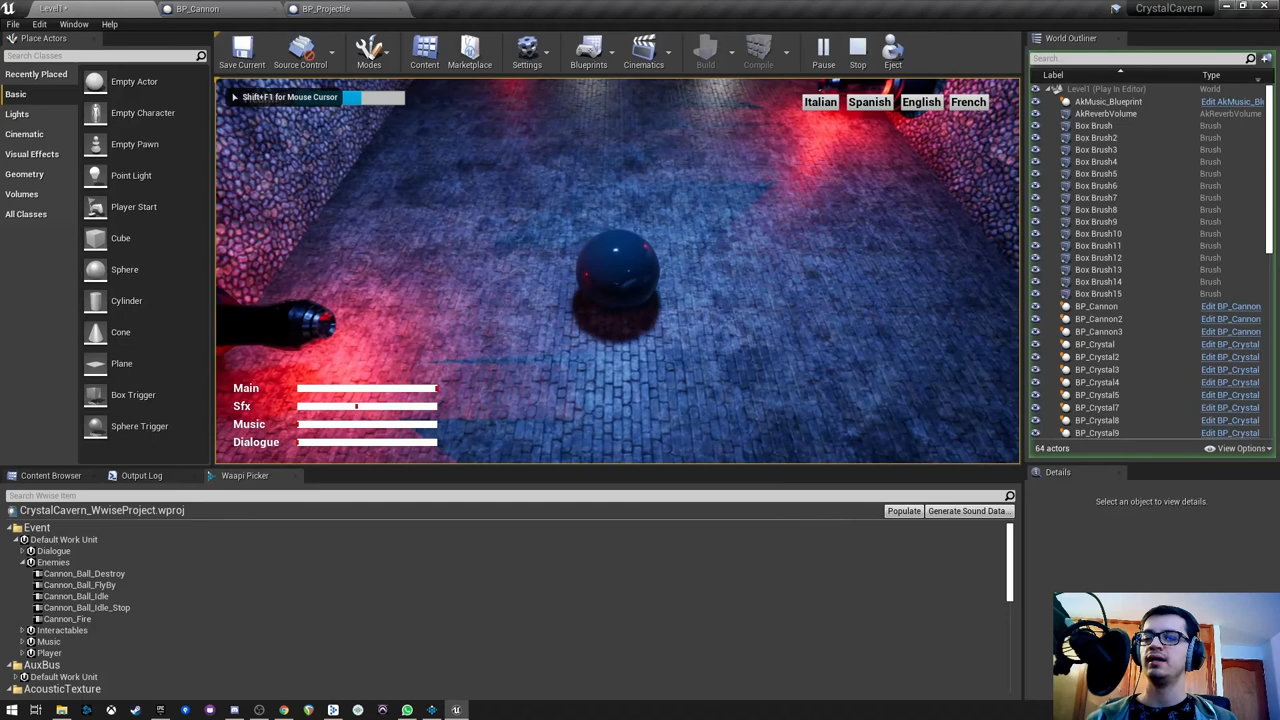 Level1*
BP_Cannon
BP_Projectile
CrystalCavern
File Edit Window Help
Place Actors
Search Classes
Recently Placed
Basic
Lights
Cinematic
Visual Effects
Geometry
Volumes
All Classes
Empty Actor
Empty Character
Empty Pawn
Point Light
Player Start
Cube
Sphere
Cylinder
Cone
Plane
Box Trigger
Sphere Trigger
Save Current
Source Control
Modes
Content
Marketplace
Settings
Blueprints
Cinematics
Build
Compile
Pause
Stop
Eject
Shift+F1 for Mouse Cursor
Italian Spanish English French
Main
Sfx
Music
Dialogue
World Outliner
Search...
Label Type
Level1 (Play In Editor) World
AkMusic_Blueprint Edit AkMusic_Bl
AkReverbVolume AkReverbVolume
Box Brush Brush
Box Brush2 Brush
Box Brush3 Brush
Box Brush4 Brush
Box Brush5 Brush
Box Brush6 Brush
Box Brush7 Brush
Box Brush8 Brush
Box Brush9 Brush
Box Brush10 Brush
Box Brush11 Brush
Box Brush12 Brush
Box Brush13 Brush
Box Brush14 Brush
Box Brush15 Brush
BP_Cannon Edit BP_Cannon
BP_Cannon2 Edit BP_Cannon
BP_Cannon3 Edit BP_Cannon
BP_Crystal Edit BP_Crystal
BP_Crystal2 Edit BP_Crystal
BP_Crystal3 Edit BP_Crystal
BP_Crystal4 Edit BP_Crystal
BP_Crystal5 Edit BP_Crystal
BP_Crystal7 Edit BP_Crystal
BP_Crystal8 Edit BP_Crystal
BP_Crystal9 Edit BP_Crystal
64 actors
View Options
Details
Select an object to view details.
Content Browser
Output Log
Waapi Picker
Search Wwise Item
CrystalCavern_WwiseProject.wproj
Populate
Generate Sound Data...
Event
Default Work Unit
Dialogue
Enemies
Cannon_Ball_Destroy
Cannon_Ball_FlyBy
Cannon_Ball_Idle
Cannon_Ball_Idle_Stop
Cannon_Fire
Interactables
Music
Player
AuxBus
Default Work Unit
AcousticTexture